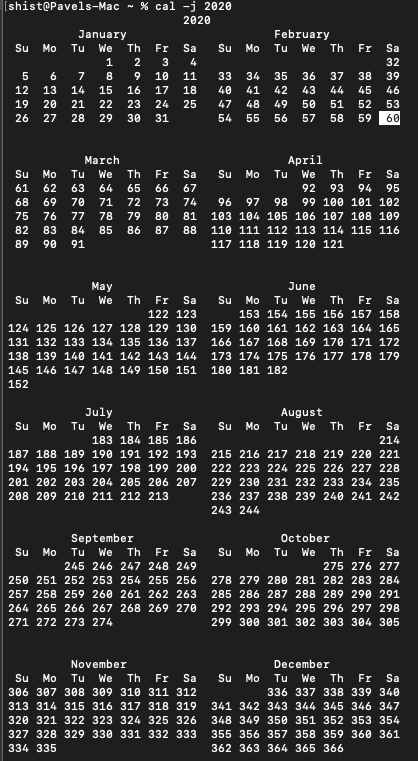 [shist@Pavels-Mac ~ % cal -j 2020
2020
January February
Su Mo Tu We Th Fr Sa Su Mo Tu We Th Fr Sa
1 2 3 4 32
5 6 7 8 9 10 11 33 34 35 36 37 38 39
12 13 14 15 16 17 18 40 41 42 43 44 45 46
19 20 21 22 23 24 25 47 48 49 50 51 52 53
26 27 28 29 30 31 54 55 56 57 58 59 60
March April
Su Mo Tu We Th Fr Sa Su Mo Tu We Th Fr Sa
61 62 63 64 65 66 67 92 93 94 95
68 69 70 71 72 73 74 96 97 98 99 100 101 102
75 76 77 78 79 80 81 103 104 105 106 107 108 109
82 83 84 85 86 87 88 110 111 112 113 114 115 116
89 90 91 117 118 119 120 121
May June
Su Mo Tu We Th Fr Sa Su Mo Tu We Th Fr Sa
122 123 153 154 155 156 157 158
124 125 126 127 128 129 130 159 160 161 162 163 164 165
131 132 133 134 135 136 137 166 167 168 169 170 171 172
138 139 140 141 142 143 144 173 174 175 176 177 178 179
145 146 147 148 149 150 151 180 181 182
152
July August
Su Mo Tu We Th Fr Sa Su Mo Tu We Th Fr Sa
183 184 185 186 214
187 188 189 190 191 192 193 215 216 217 218 219 220 221
194 195 196 197 198 199 200 222 223 224 225 226 227 228
201 202 203 204 205 206 207 229 230 231 232 233 234 235
208 209 210 211 212 213 236 237 238 239 240 241 242
243 244
September October
Su Mo Tu We Th Fr Sa Su Mo Tu We Th Fr Sa
245 246 247 248 249 275 276 277
250 251 252 253 254 255 256 278 279 280 281 282 283 284
257 258 259 260 261 262 263 285 286 287 288 289 290 291
264 265 266 267 268 269 270 292 293 294 295 296 297 298
271 272 273 274 299 300 301 302 303 304 305
November December
Su Mo Tu We Th Fr Sa Su Mo Tu We Th Fr Sa
306 307 308 309 310 311 312 336 337 338 339 340
313 314 315 316 317 318 319 341 342 343 344 345 346 347
320 321 322 323 324 325 326 348 349 350 351 352 353 354
327 328 329 330 331 332 333 355 356 357 358 359 360 361
334 335 362 363 364 365 366